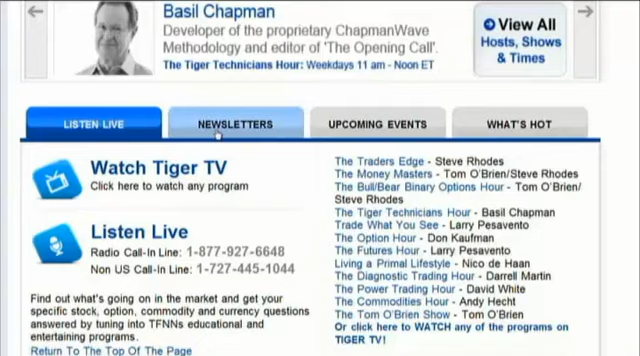 Basil Chapman
Developer of the proprietary ChapmanWave
Methodology and editor of 'The Opening Call'.
The Tiger Technicians Hour: Weekdays 11 am - Noon ET
View All
Hosts, Shows
& Times
LISTEN LIVE
NEWSLETTERS
UPCOMING EVENTS
WHAT'S HOT
Watch Tiger TV
Click here to watch any program
Listen Live
Radio Call-In Line: 1-877-927-6648
Non US Call-In Line: 1-727-445-1044
Find out what's going on in the market and get your
specific stock, option, commodity and currency questions
answered by tuning into TFNNs educational and
entertaining programs.
Return To The Top Of The Page
The Traders Edge - Steve Rhodes
The Money Masters - Tom O'Brien/Steve Rhodes
The Bull/Bear Binary Options Hour - Tom O'Brien/
Steve Rhodes
The Tiger Technicians Hour - Basil Chapman
Trade What You See - Larry Pesavento
The Option Hour - Don Kaufman
The Futures Hour - Larry Pesavento
Living a Primal Lifestyle - Nico de Haan
The Diagnostic Trading Hour - Darrell Martin
The Power Trading Hour - David White
The Commodities Hour - Andy Hecht
The Tom O'Brien Show - Tom O'Brien
Or click here to WATCH any of the programs on
TIGER TV!